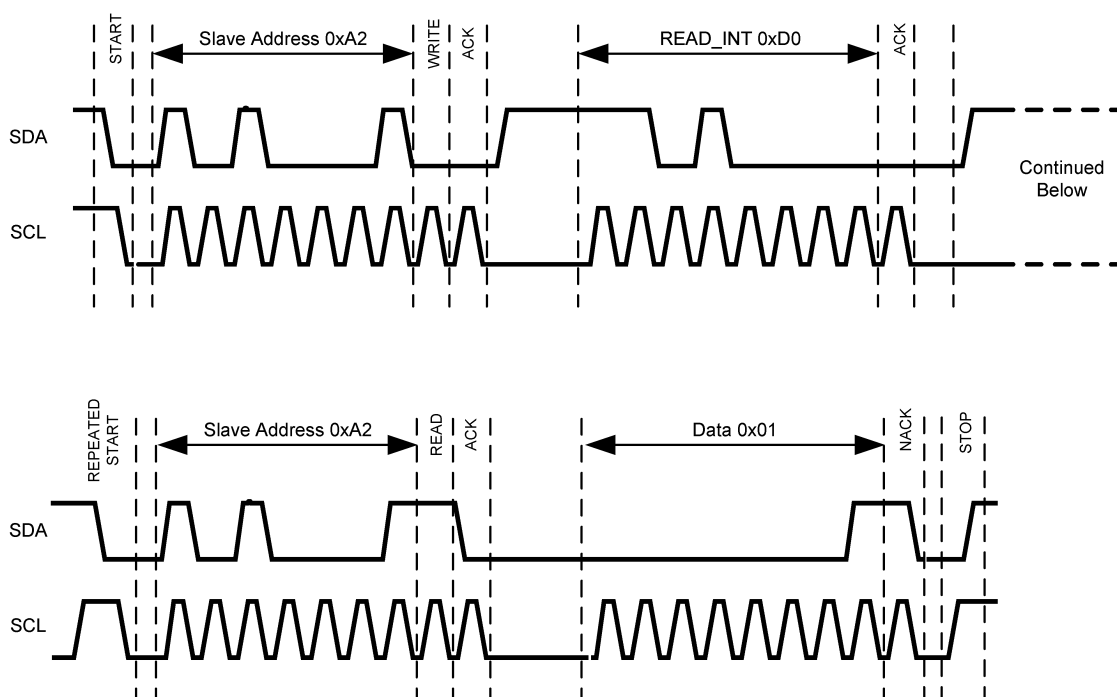 START
Slave Address 0xA2
WRITE
ACK
READ_INT 0xD0
ACK
SDA
SCL
Continued
Below
REPEATED
START
Slave Address 0xA2
READ
ACK
Data 0x01
NACK
STOP
SDA
SCL